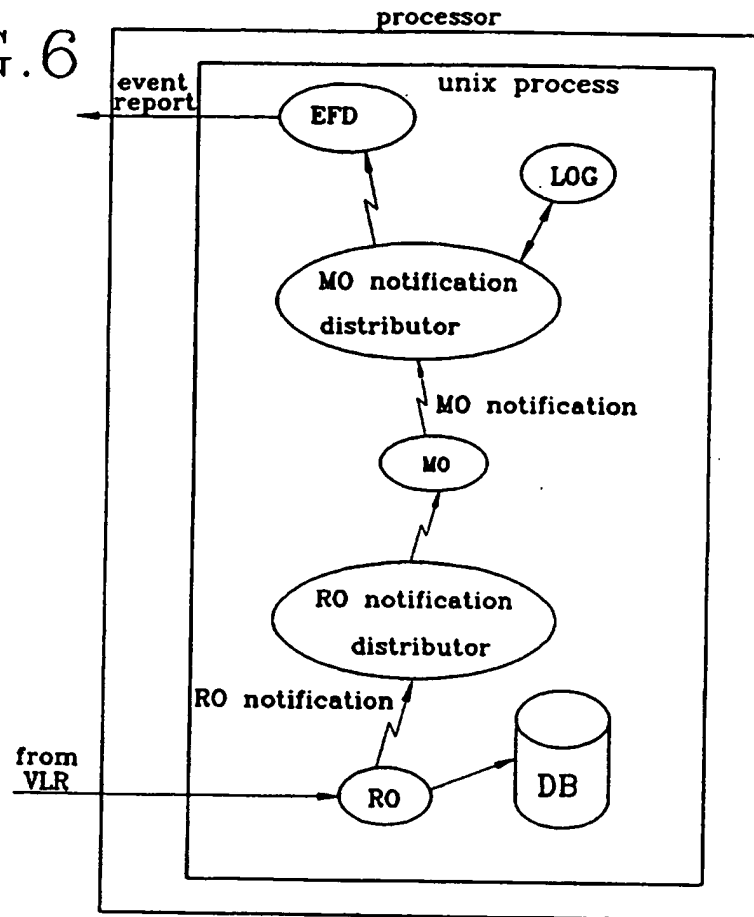 processor
G.6
event
report
unix process
EFD
LOG
MO notification
distributor
MO notification
MO
RO notification
distributor
RO notification
from
VLR
RO
DB